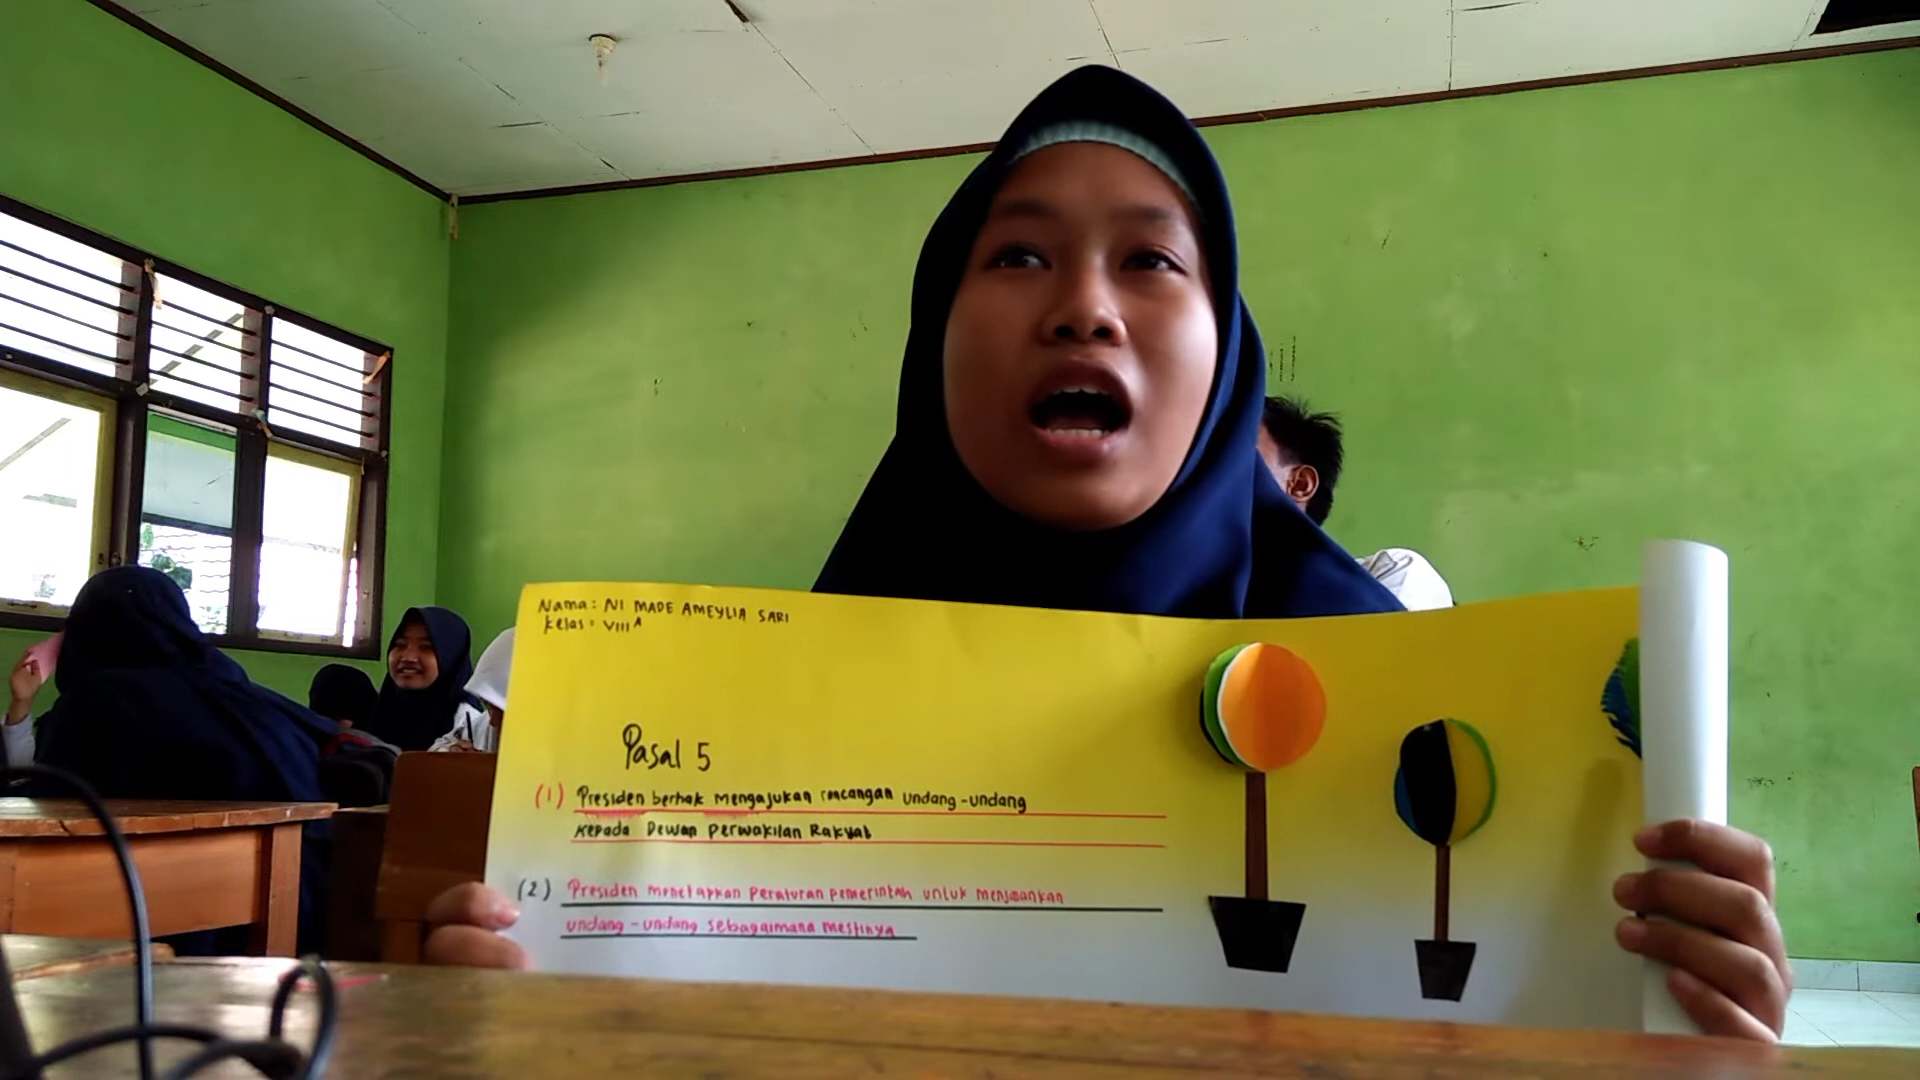 Nama : NI MADE AMEYLIA SARI
Kelas : VIII A
Pasal 5
(1) Presiden berhak mengajukan rancangan undang-undang
kepada Dewan Perwakilan Rakyat
(2) Presiden menetapkan peraturan pemerintah untuk menjalankan
undang-undang sebagaimana mestinya